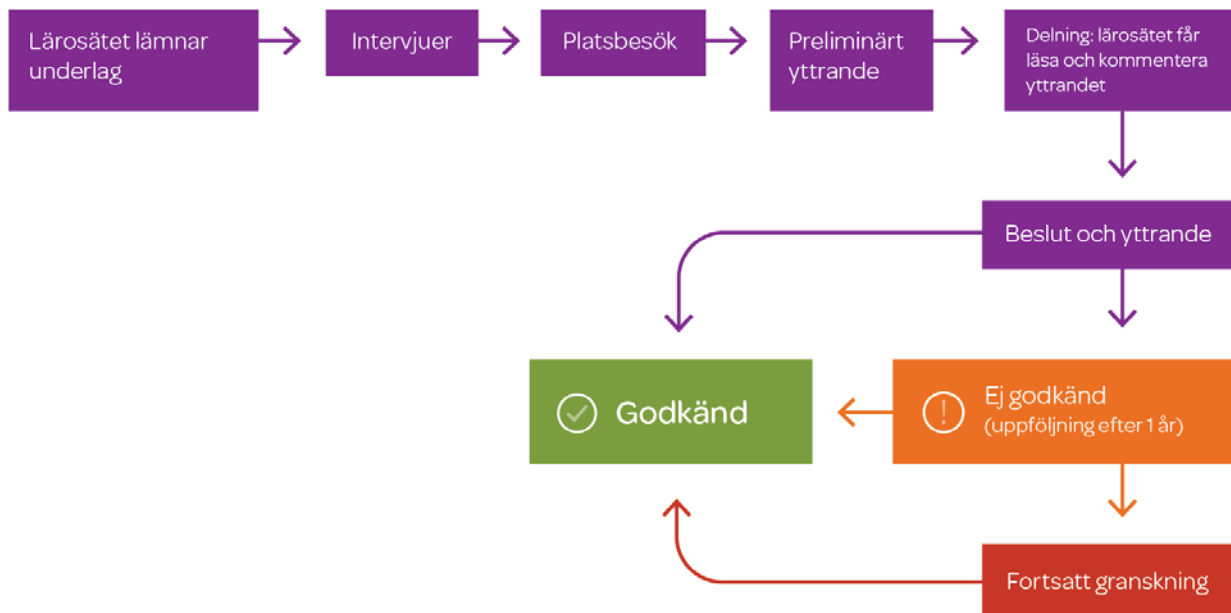 Lärosätet lämnar
underlag
Intervjuer
Platsbesök
Preliminärt
yttrande
Delning: lärosätet får
läsa och kommentera
yttrandet
Beslut och yttrande
Godkänd
Ej godkänd
(uppföljning efter 1 år)
Fortsatt granskning